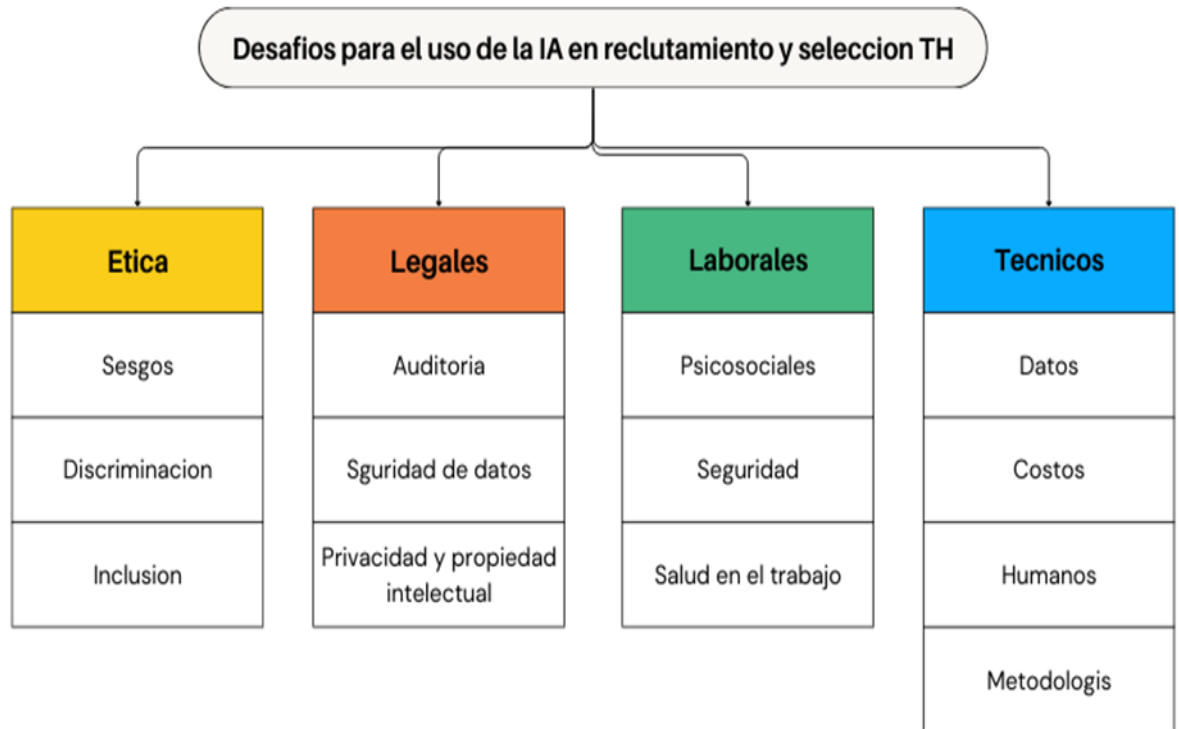 Desafios para el uso de la IA en reclutamiento y seleccion TH
Etica
Sesgos
Discriminacion
Inclusion
Legales
Auditoria
Sguridad de datos
Privacidad y propiedad
intelectual
Laborales
Psicosociales
Seguridad
Salud en el trabajo
Tecnicos
Datos
Costos
Humanos
Metodologis